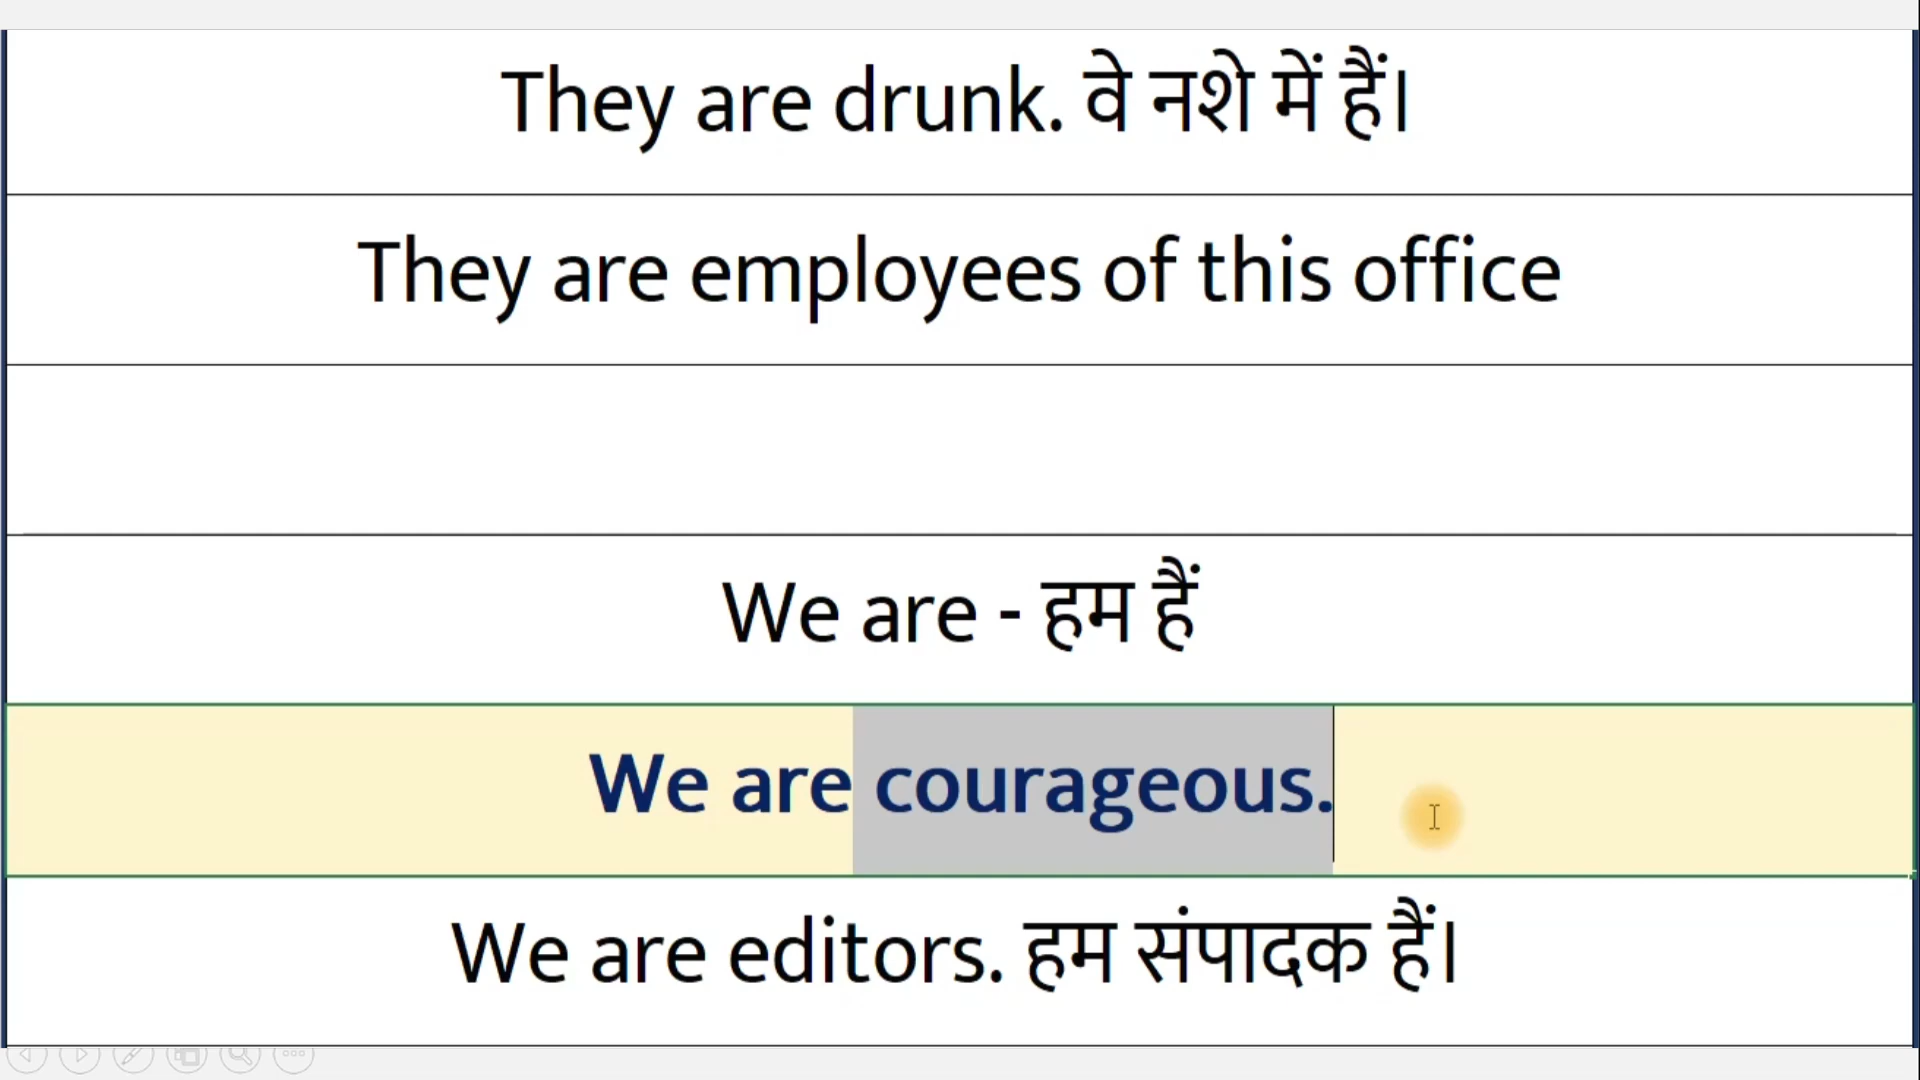 They are drunk. वे नशे में हैं।
They are employees of this office
We are - हम हैं
We are courageous.
We are editors. हम संपादक हैं।